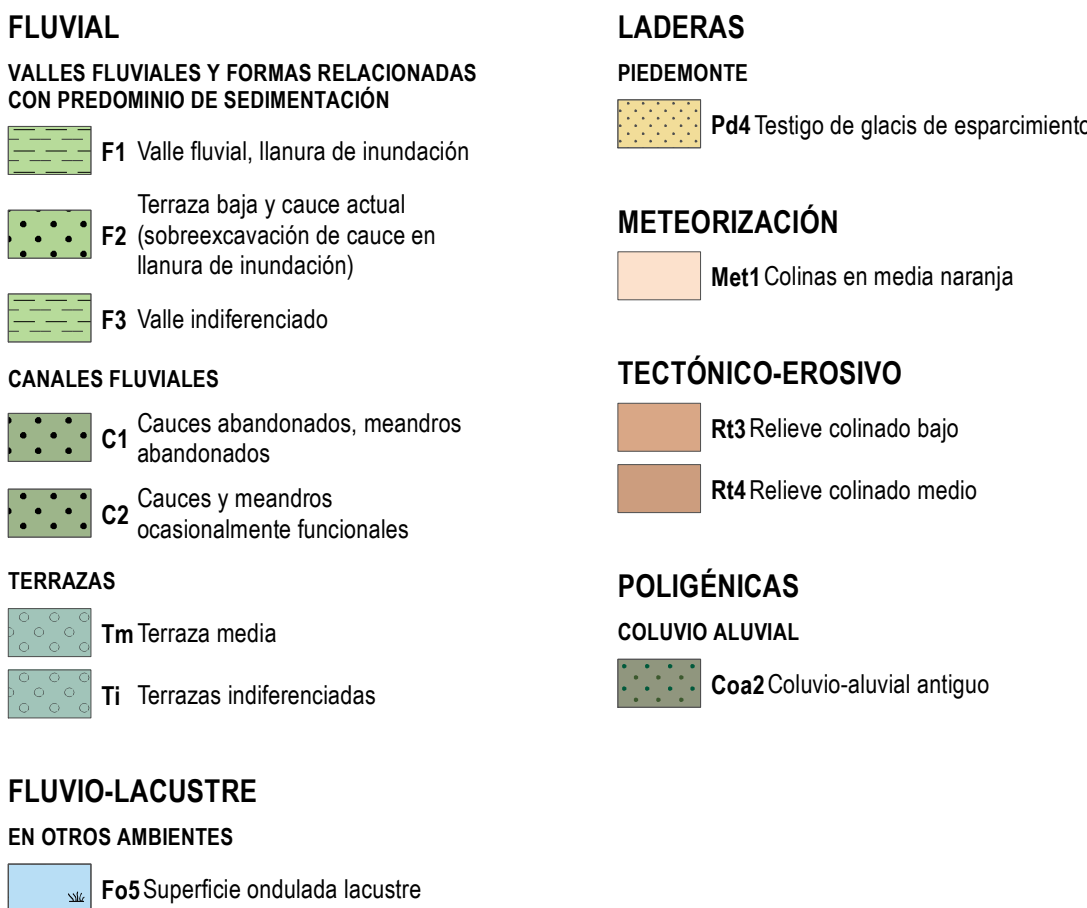 FLUVIAL
VALLES FLUVIALES Y FORMAS RELACIONADAS
CON PREDOMINIO DE SEDIMENTACIÓN
F1 Valle fluvial, llanura de inundación
Terraza baja y cauce actual
F2 (sobreexcavación de cauce en
llanura de inundación)
F3 Valle indiferenciado
CANALES FLUVIALES
C1 Cauces abandonados, meandros
abandonados
C2 Cauces y meandros
ocasionalmente funcionales
TERRAZAS
Tm Terraza media
Ti Terrazas indiferenciadas
FLUVIO-LACUSTRE
EN OTROS AMBIENTES
Fo5 Superficie ondulada lacustre
LADERAS
PIEDEMONTE
Pd4 Testigo de glacis de esparcimiento
METEORIZACIÓN
Met1 Colinas en media naranja
TECTÓNICO-EROSIVO
Rt3 Relieve colinado bajo
Rt4 Relieve colinado medio
POLIGÉNICAS
COLUVIO ALUVIAL
Coa2 Coluvio-aluvial antiguo